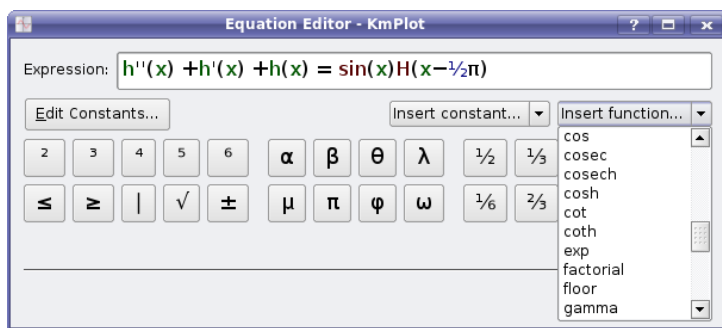 Equation Editor - KmPlot
Expression: h''(x) +h'(x) +h(x) = sin(x)H(x−½π)
Edit Constants... Insert constant... Insert function...
² ³ ⁴ ⁵ ⁶ α β θ λ ½ ⅓
≤ ≥ | √ ± μ π φ ω ⅙ ⅔
cos
cosec
cosech
cosh
cot
coth
exp
factorial
floor
gamma